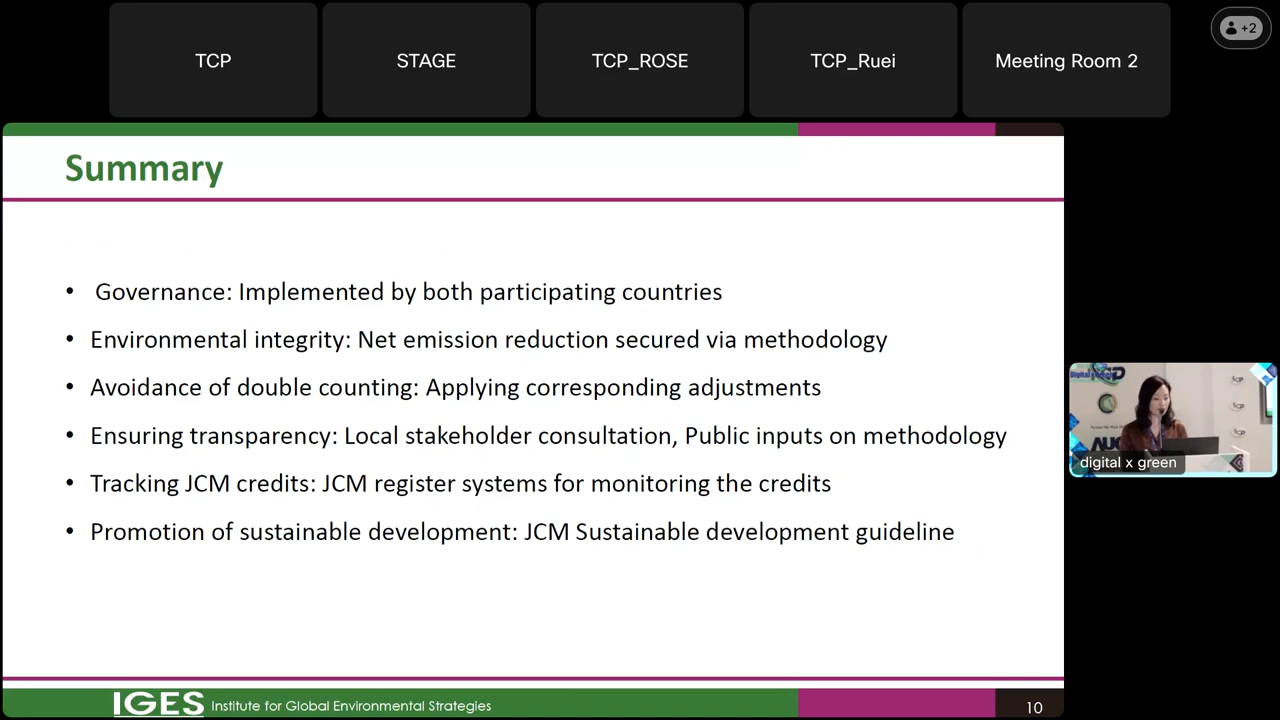 TCP
STAGE
TCP_ROSE
TCP_Ruei
Meeting Room 2
+2
Summary
• Governance: Implemented by both participating countries
• Environmental integrity: Net emission reduction secured via methodology
• Avoidance of double counting: Applying corresponding adjustments
• Ensuring transparency: Local stakeholder consultation, Public inputs on methodology
• Tracking JCM credits: JCM register systems for monitoring the credits
• Promotion of sustainable development: JCM Sustainable development guideline
digital x green
IGES Institute for Global Environmental Strategies
10